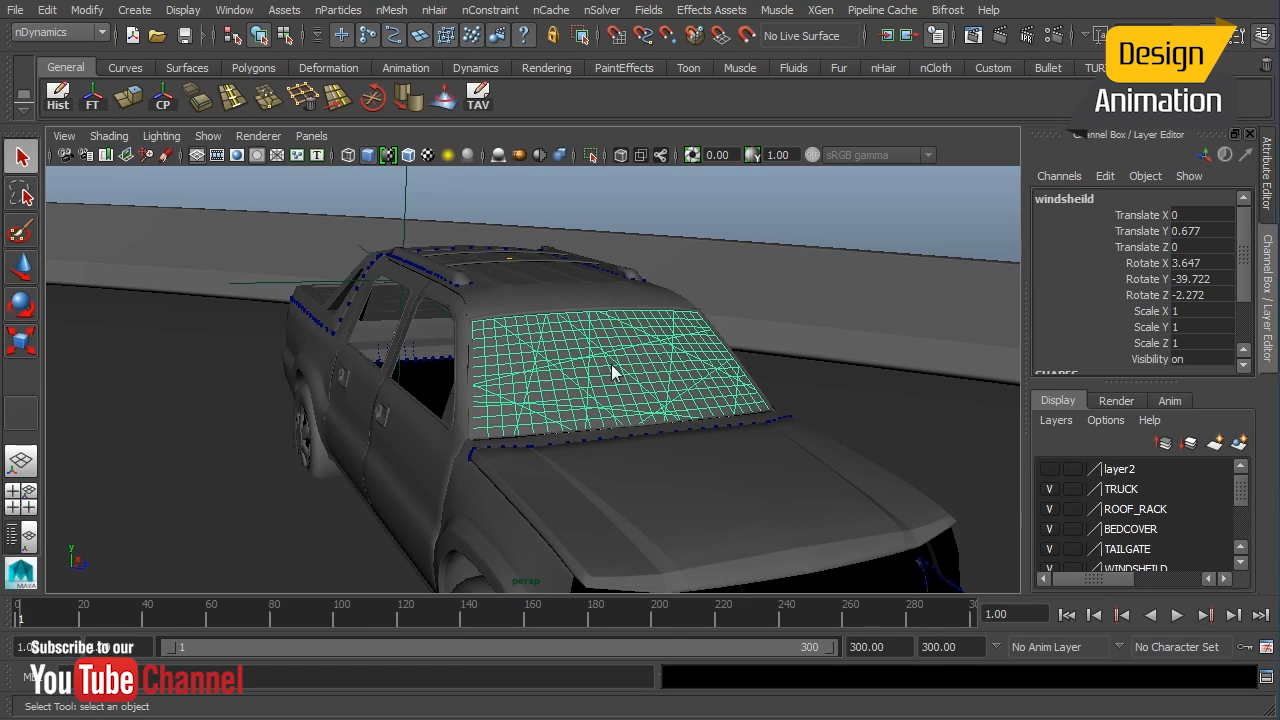 File Edit Modify Create Display Window Assets nParticles nMesh nHair nConstraint nCache nSolver Fields Effects Assets Muscle XGen Pipeline Cache Bifrost Help
nDynamics
No Live Surface
Design
Animation
General Curves Surfaces Polygons Deformation Animation Dynamics Rendering PaintEffects Toon Muscle Fluids Fur nHair nCloth Custom Bullet TUR
Hist FT CP TAV
View Shading Lighting Show Renderer Panels
0.00 1.00 sRGB gamma
Channel Box / Layer Editor
Channels Edit Object Show
windsheild
Translate X 0
Translate Y 0.677
Translate Z 0
Rotate X 3.647
Rotate Y -39.722
Rotate Z -2.272
Scale X 1
Scale Y 1
Scale Z 1
Visibility on
SHAPES
Attribute Editor
Channel Box / Layer Editor
Display Render Anim
Layers Options Help
layer2
V TRUCK
V ROOF_RACK
V BEDCOVER
V TAILGATE
V WINDSHEILD
y
x
z
persp
MAYA
0 20 40 60 80 100 120 140 160 180 200 220 240 260 280 30
1
1.00
1 300 300.00 300.00 No Anim Layer No Character Set
Subscribe to our
YouTube Channel
Select Tool: select an object